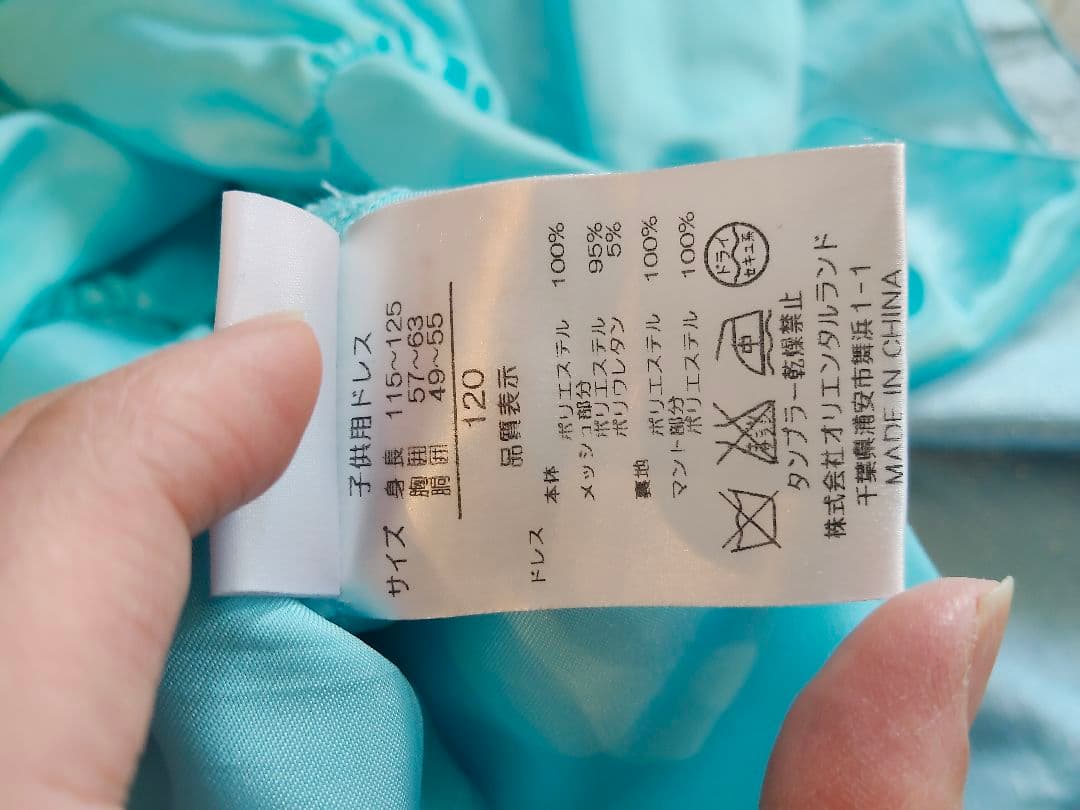 子供用ドレス
サイズ 身長 115~125
胸囲 57~63
胴囲 49~55
120
品質表示
ドレス
本体 ポリエステル 100%
メッシュ部分
ポリエステル 95%
ポリウレタン 5%
裏地 ポリエステル 100%
マント部分
ポリエステル 100%
中 ドライ セキユ系
タンブラー乾燥禁止
株式会社オリエンタルランド
千葉県浦安市舞浜1-1
MADE IN CHINA